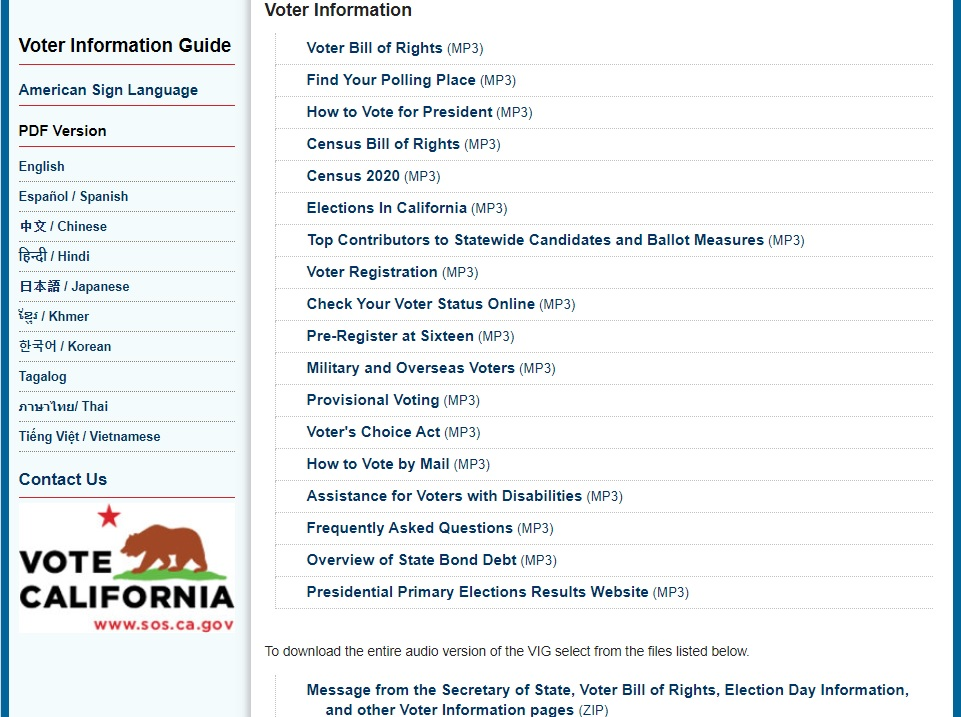 Voter Information Guide
American Sign Language
PDF Version
English
Español / Spanish
中文 / Chinese
हिन्दी / Hindi
日本語 / Japanese
ខ្មែរ / Khmer
한국어 / Korean
Tagalog
ภาษาไทย/ Thai
Tiếng Việt / Vietnamese
Contact Us
VOTE
CALIFORNIA
www.sos.ca.gov
Voter Information
Voter Bill of Rights (MP3)
Find Your Polling Place (MP3)
How to Vote for President (MP3)
Census Bill of Rights (MP3)
Census 2020 (MP3)
Elections In California (MP3)
Top Contributors to Statewide Candidates and Ballot Measures (MP3)
Voter Registration (MP3)
Check Your Voter Status Online (MP3)
Pre-Register at Sixteen (MP3)
Military and Overseas Voters (MP3)
Provisional Voting (MP3)
Voter's Choice Act (MP3)
How to Vote by Mail (MP3)
Assistance for Voters with Disabilities (MP3)
Frequently Asked Questions (MP3)
Overview of State Bond Debt (MP3)
Presidential Primary Elections Results Website (MP3)
To download the entire audio version of the VIG select from the files listed below.
Message from the Secretary of State, Voter Bill of Rights, Election Day Information,
and other Voter Information pages (ZIP)